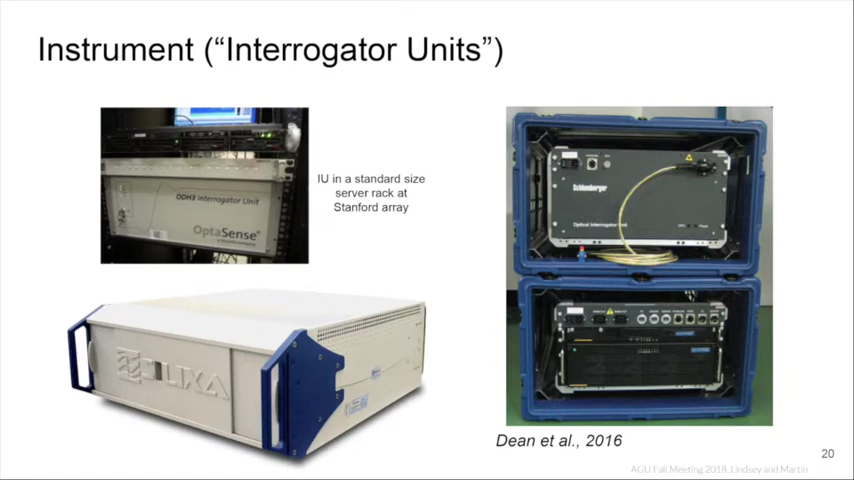 Instrument (“Interrogator Units”)
ODH3 Interrogator Unit
OptaSense
IU in a standard size
server rack at
Stanford array
SILIXA
Schlumberger
Optical Interrogator Unit
Dean et al., 2016
20
AGU Fall Meeting 2018, Lindsey and Martin